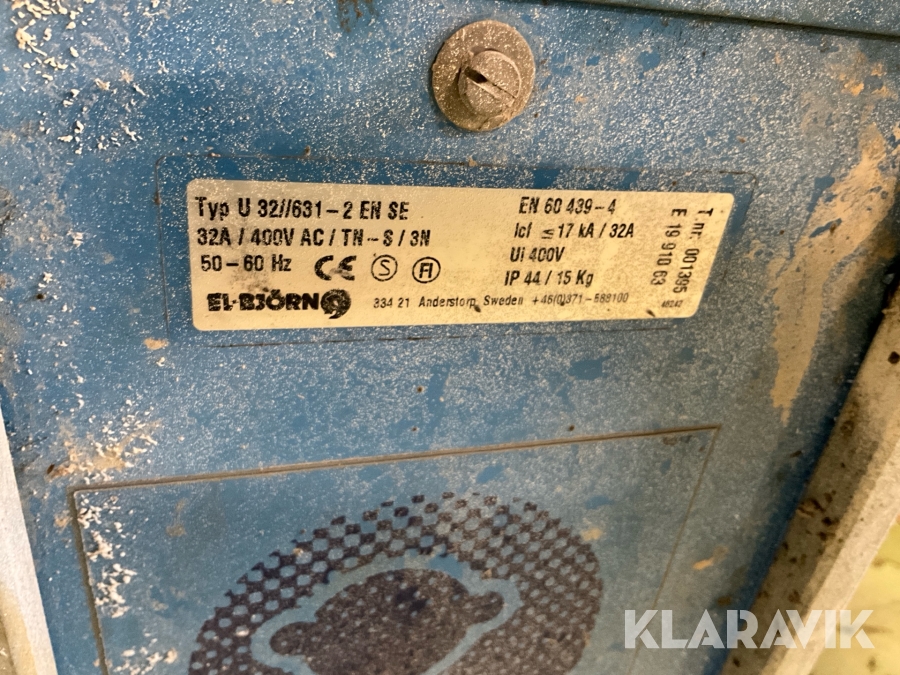 Typ U 32//631-2 EN SE
32A / 400V AC / TN-S / 3N
50-60 Hz CE S FI
EL-BJÖRN
EN 60 439-4
Icf ≤ 17 kA / 32A
Ui 400V
IP 44 / 15 Kg
334 21 Anderstorp, Sweden +46(0)371-588100
T nr. 001395
E 19 910 63
KLARAVIK